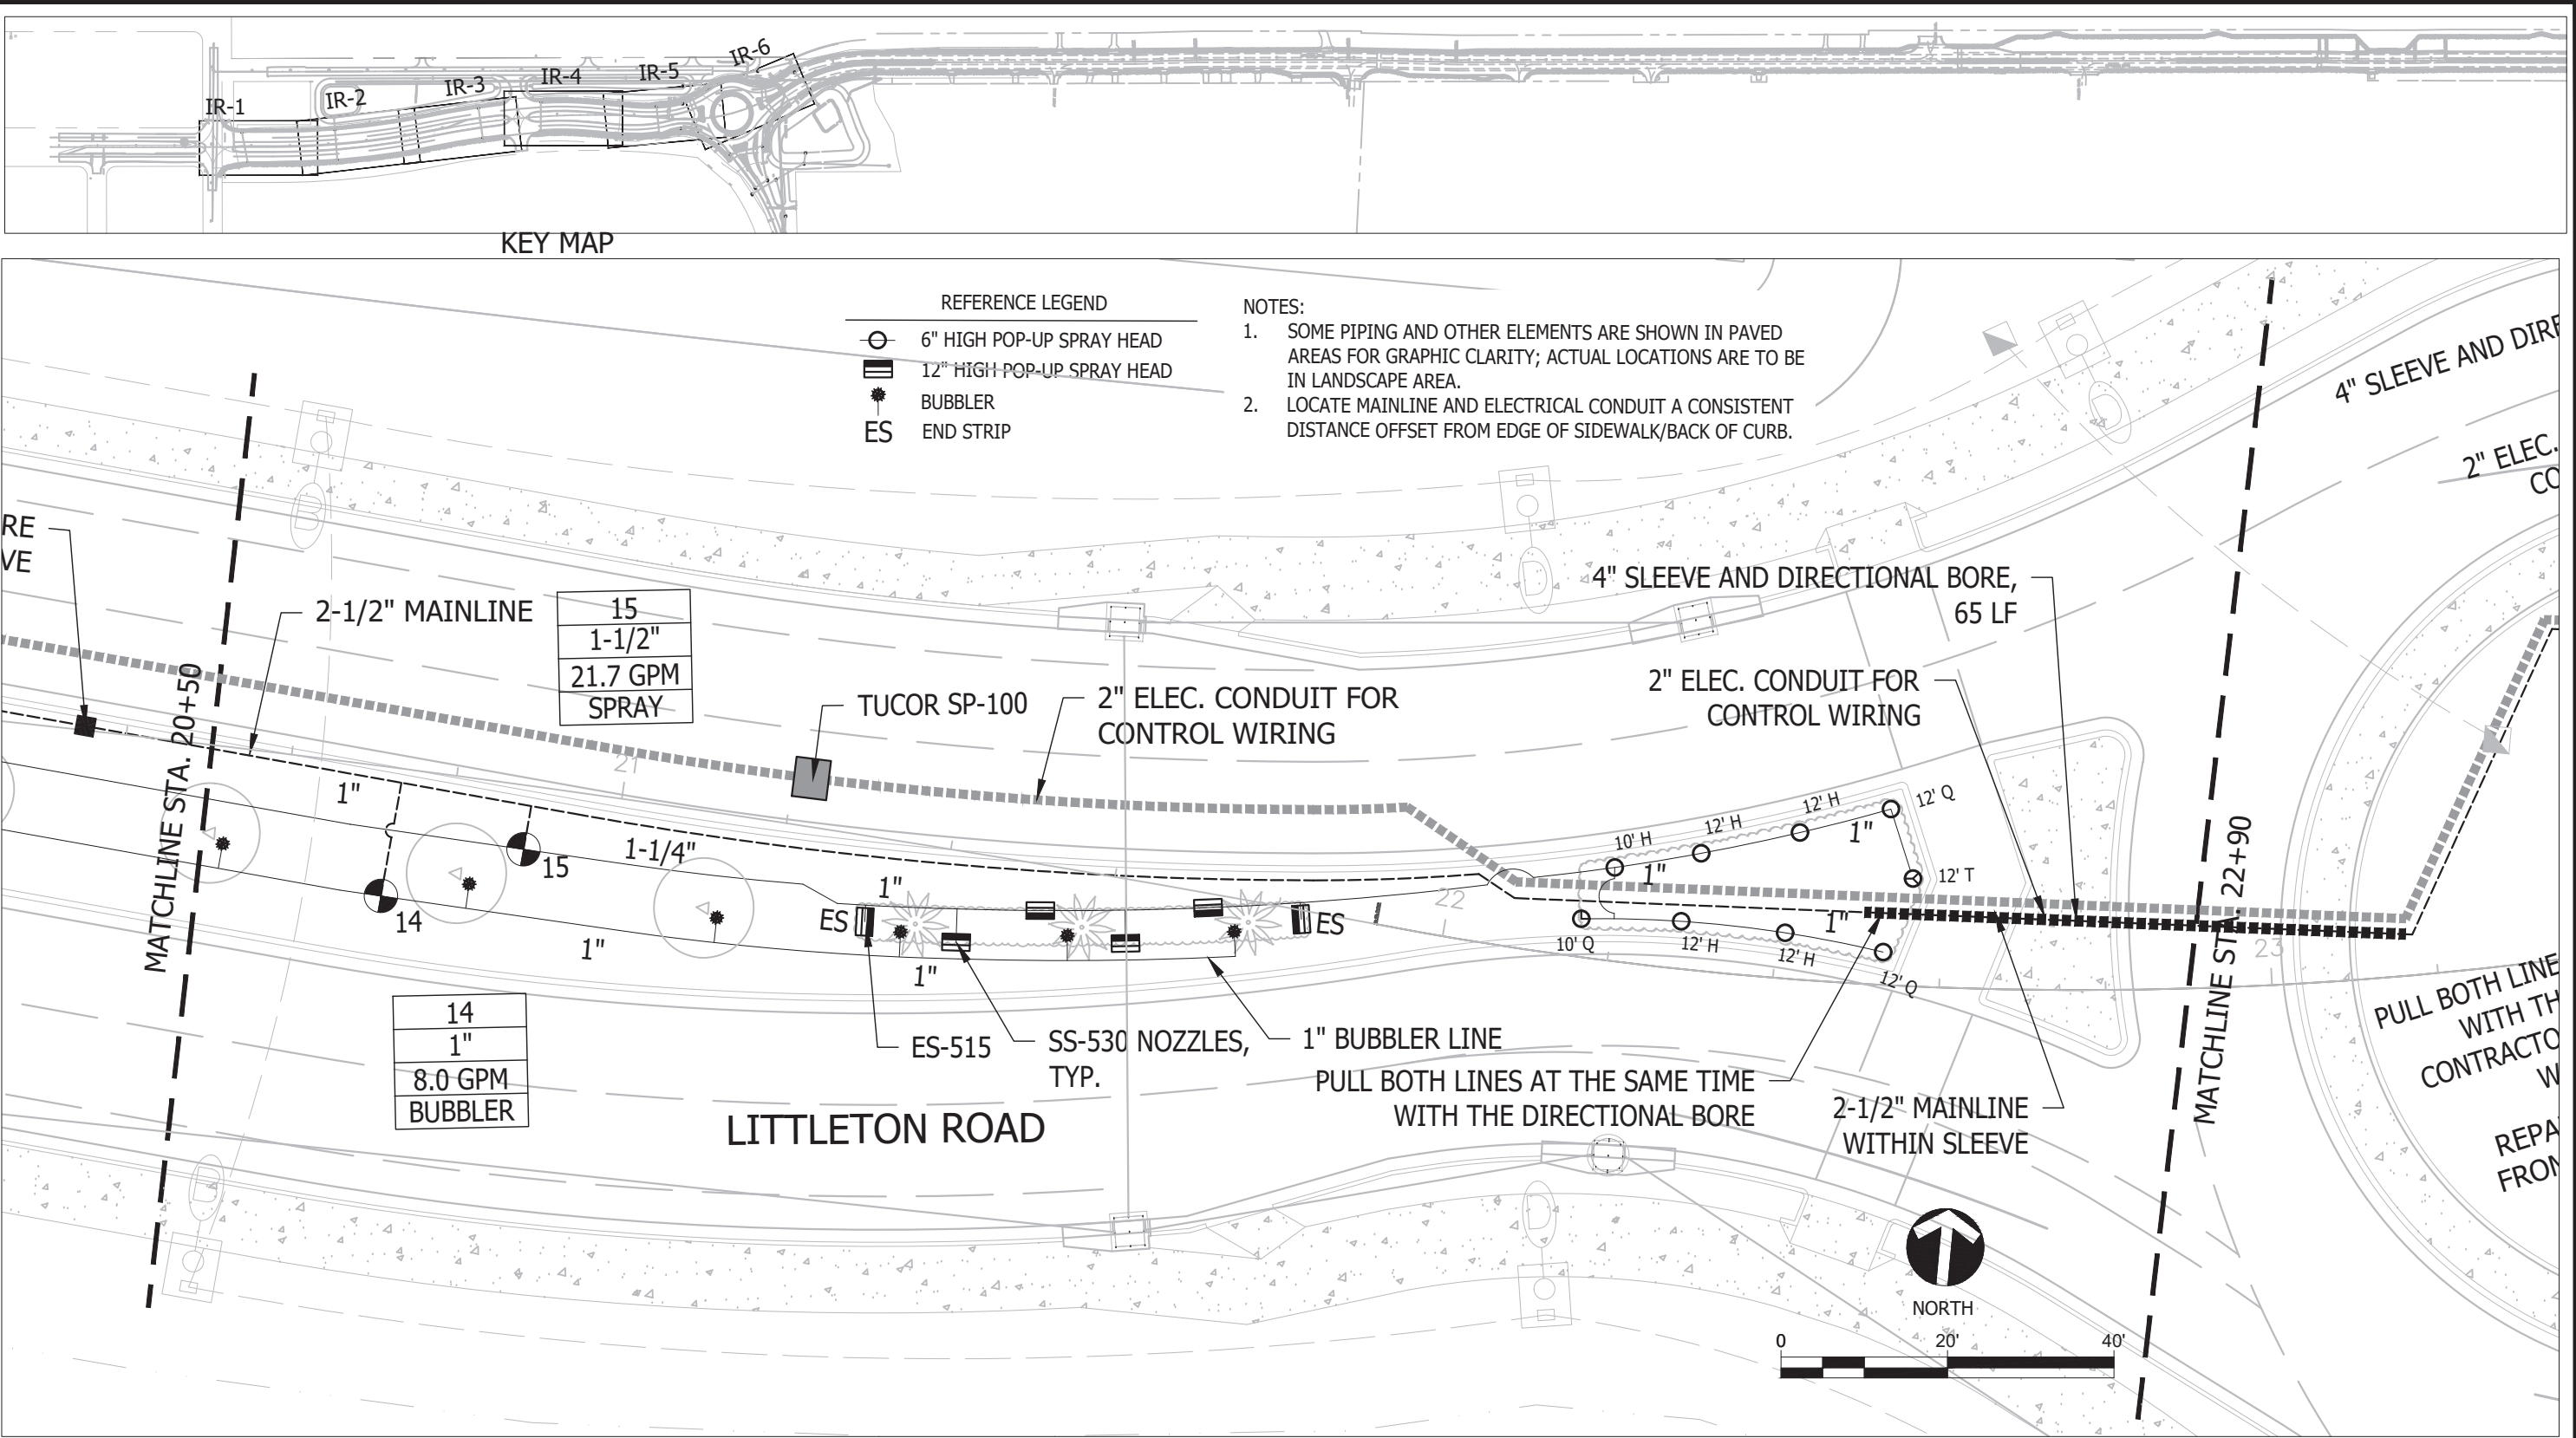 IR-1
IR-2
IR-3
IR-4
IR-5
IR-6
KEY MAP
REFERENCE LEGEND
6" HIGH POP-UP SPRAY HEAD
12" HIGH POP-UP SPRAY HEAD
BUBBLER
ES END STRIP
NOTES:
1. SOME PIPING AND OTHER ELEMENTS ARE SHOWN IN PAVED
AREAS FOR GRAPHIC CLARITY; ACTUAL LOCATIONS ARE TO BE
IN LANDSCAPE AREA.
2. LOCATE MAINLINE AND ELECTRICAL CONDUIT A CONSISTENT
DISTANCE OFFSET FROM EDGE OF SIDEWALK/BACK OF CURB.
4" SLEEVE AND DIRE
2" ELEC.
CO
RE
VE
MATCHLINE STA. 20+50
2-1/2" MAINLINE
15
1-1/2"
21.7 GPM
SPRAY
TUCOR SP-100
2" ELEC. CONDUIT FOR
CONTROL WIRING
4" SLEEVE AND DIRECTIONAL BORE,
65 LF
2" ELEC. CONDUIT FOR
CONTROL WIRING
21
1"
15
1-1/4"
14
1"
1"
ES
ES
1"
22
10' H
12' H
12' H
12' Q
1"
1"
12' T
10' Q
12' H
12' H
12' Q
1"
23
MATCHLINE STA. 22+90
14
1"
8.0 GPM
BUBBLER
ES-515
SS-530 NOZZLES,
TYP.
1" BUBBLER LINE
PULL BOTH LINES AT THE SAME TIME
WITH THE DIRECTIONAL BORE
2-1/2" MAINLINE
WITHIN SLEEVE
PULL BOTH LINE
WITH TH
CONTRACTO
W
REPA
FROM
LITTLETON ROAD
NORTH
0 20' 40'